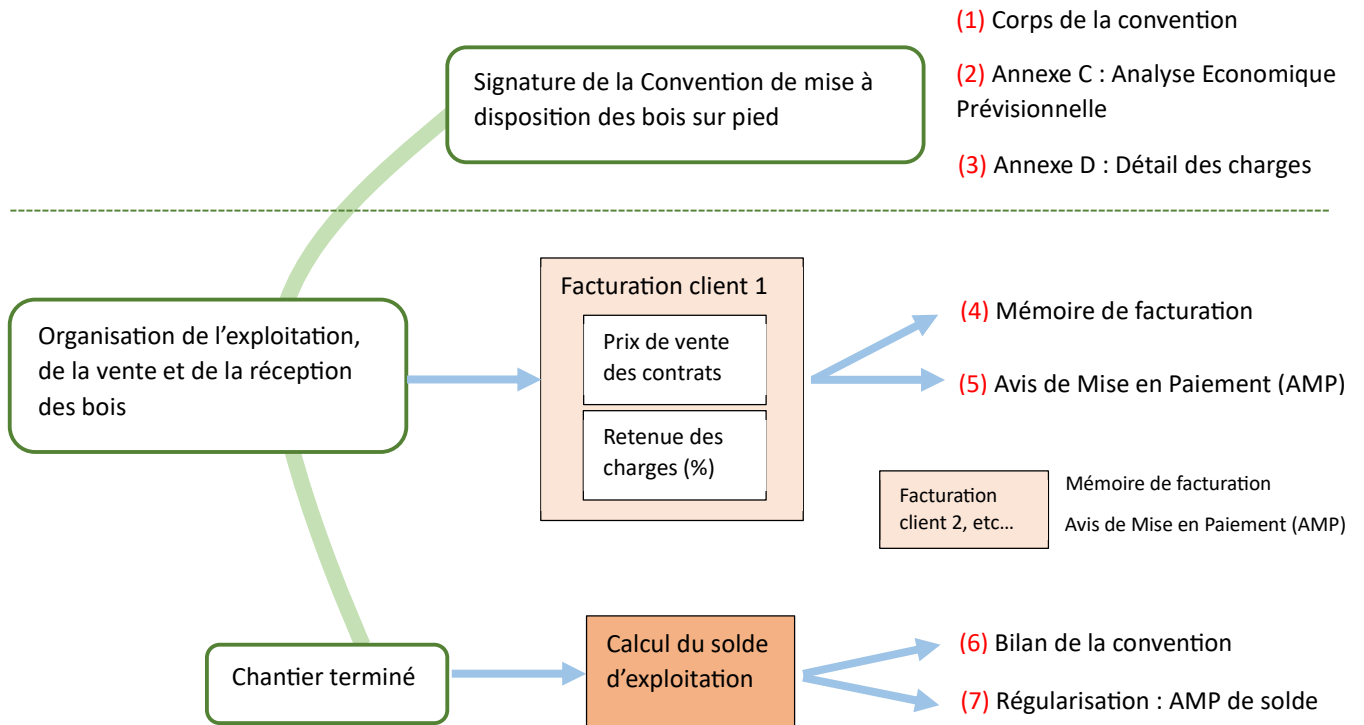 (1) Corps de la convention
Signature de la Convention de mise à
disposition des bois sur pied
(2) Annexe C : Analyse Economique
Prévisionnelle
(3) Annexe D : Détail des charges
Organisation de l’exploitation,
de la vente et de la réception
des bois
Facturation client 1
Prix de vente
des contrats
Retenue des
charges (%)
(4) Mémoire de facturation
(5) Avis de Mise en Paiement (AMP)
Facturation
client 2, etc...
Mémoire de facturation
Avis de Mise en Paiement (AMP)
Chantier terminé
Calcul du solde
d’exploitation
(6) Bilan de la convention
(7) Régularisation : AMP de solde